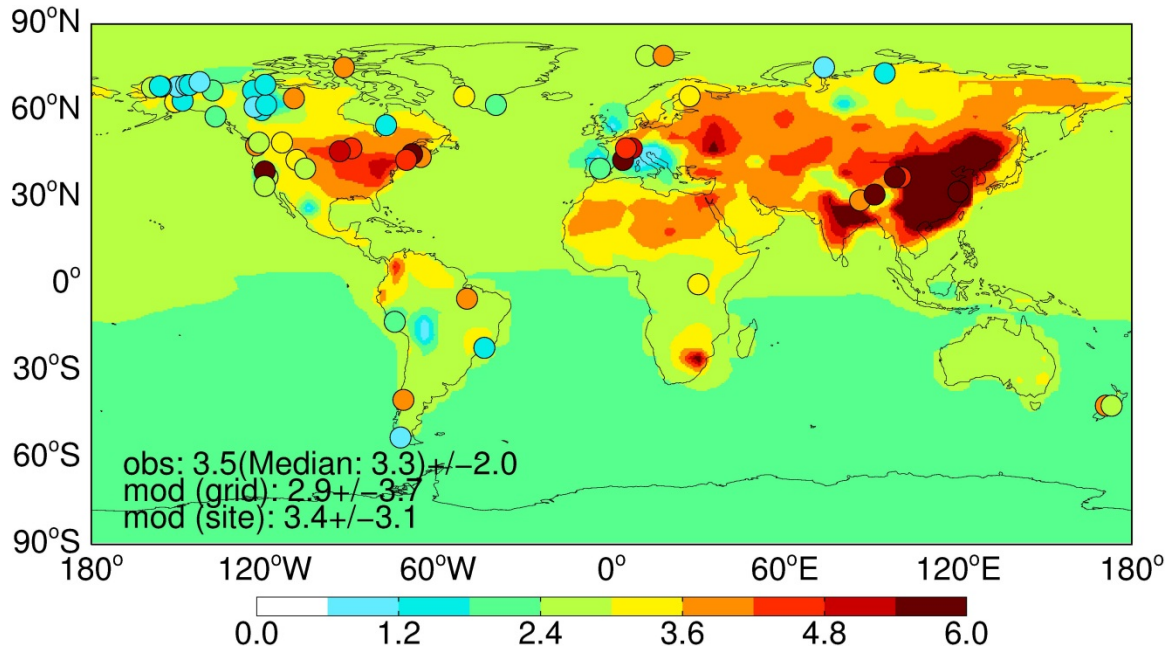 90°N
60°N
30°N
0°
30°S
60°S
90°S
obs: 3.5(Median: 3.3)+/−2.0
mod (grid): 2.9+/−3.7
mod (site): 3.4+/−3.1
180° 120°W 60°W 0° 60°E 120°E 180°
0.0 1.2 2.4 3.6 4.8 6.0